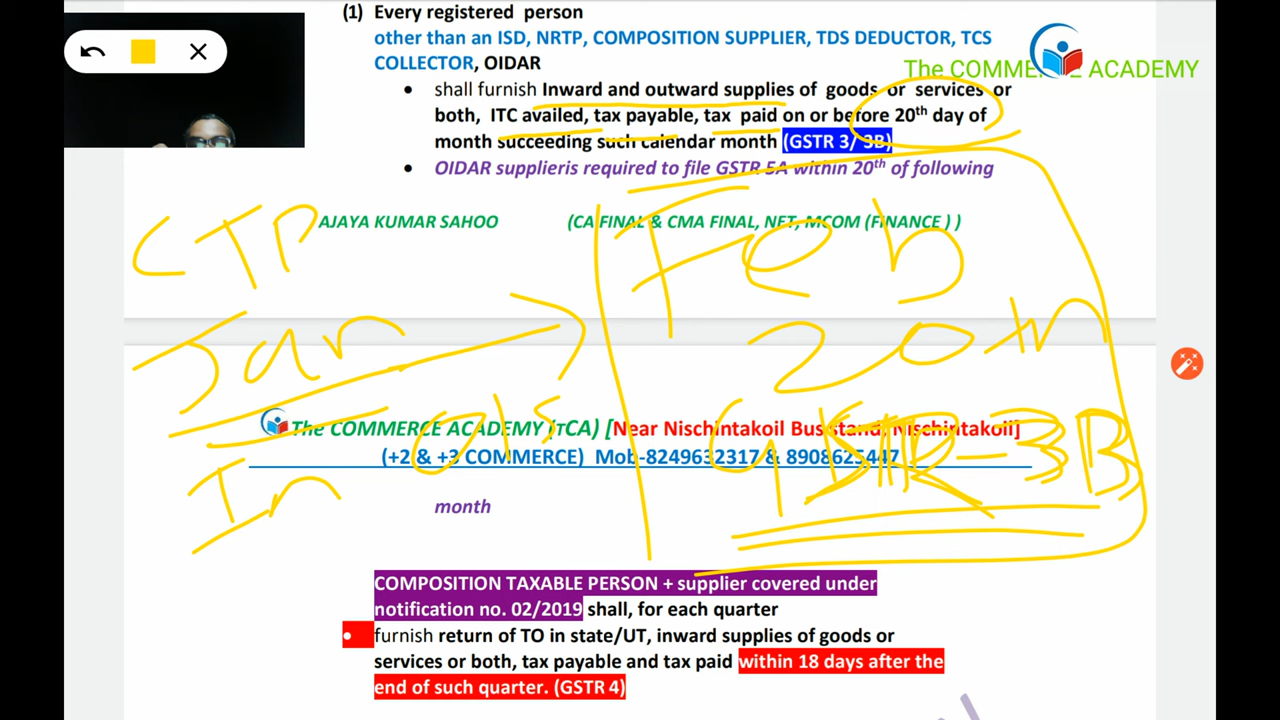 (1) Every registered person
other than an ISD, NRTP, COMPOSITION SUPPLIER, TDS DEDUCTOR, TCS
COLLECTOR, OIDAR
The COMMERCE ACADEMY
• shall furnish Inward and outward supplies of goods or services or
both, ITC availed, tax payable, tax paid on or before 20th day of
month succeeding such calendar month (GSTR 3/ 3B)
• OIDAR supplieris required to file GSTR 5A within 20th of following
CTP
AJAYA KUMAR SAHOO (CA FINAL & CMA FINAL, NET, MCOM (FINANCE ) )
Feb
Jan
20th
The COMMERCE ACADEMY (TCA) [Near Nischintakoil Bus stand, Nischintakoil]
(+2 & +3 COMMERCE) Mob-8249632317 & 8908625447
GSTR-3B
In
O/S
month
COMPOSITION TAXABLE PERSON + supplier covered under
notification no. 02/2019 shall, for each quarter
• furnish return of TO in state/UT, inward supplies of goods or
services or both, tax payable and tax paid within 18 days after the
end of such quarter. (GSTR 4)